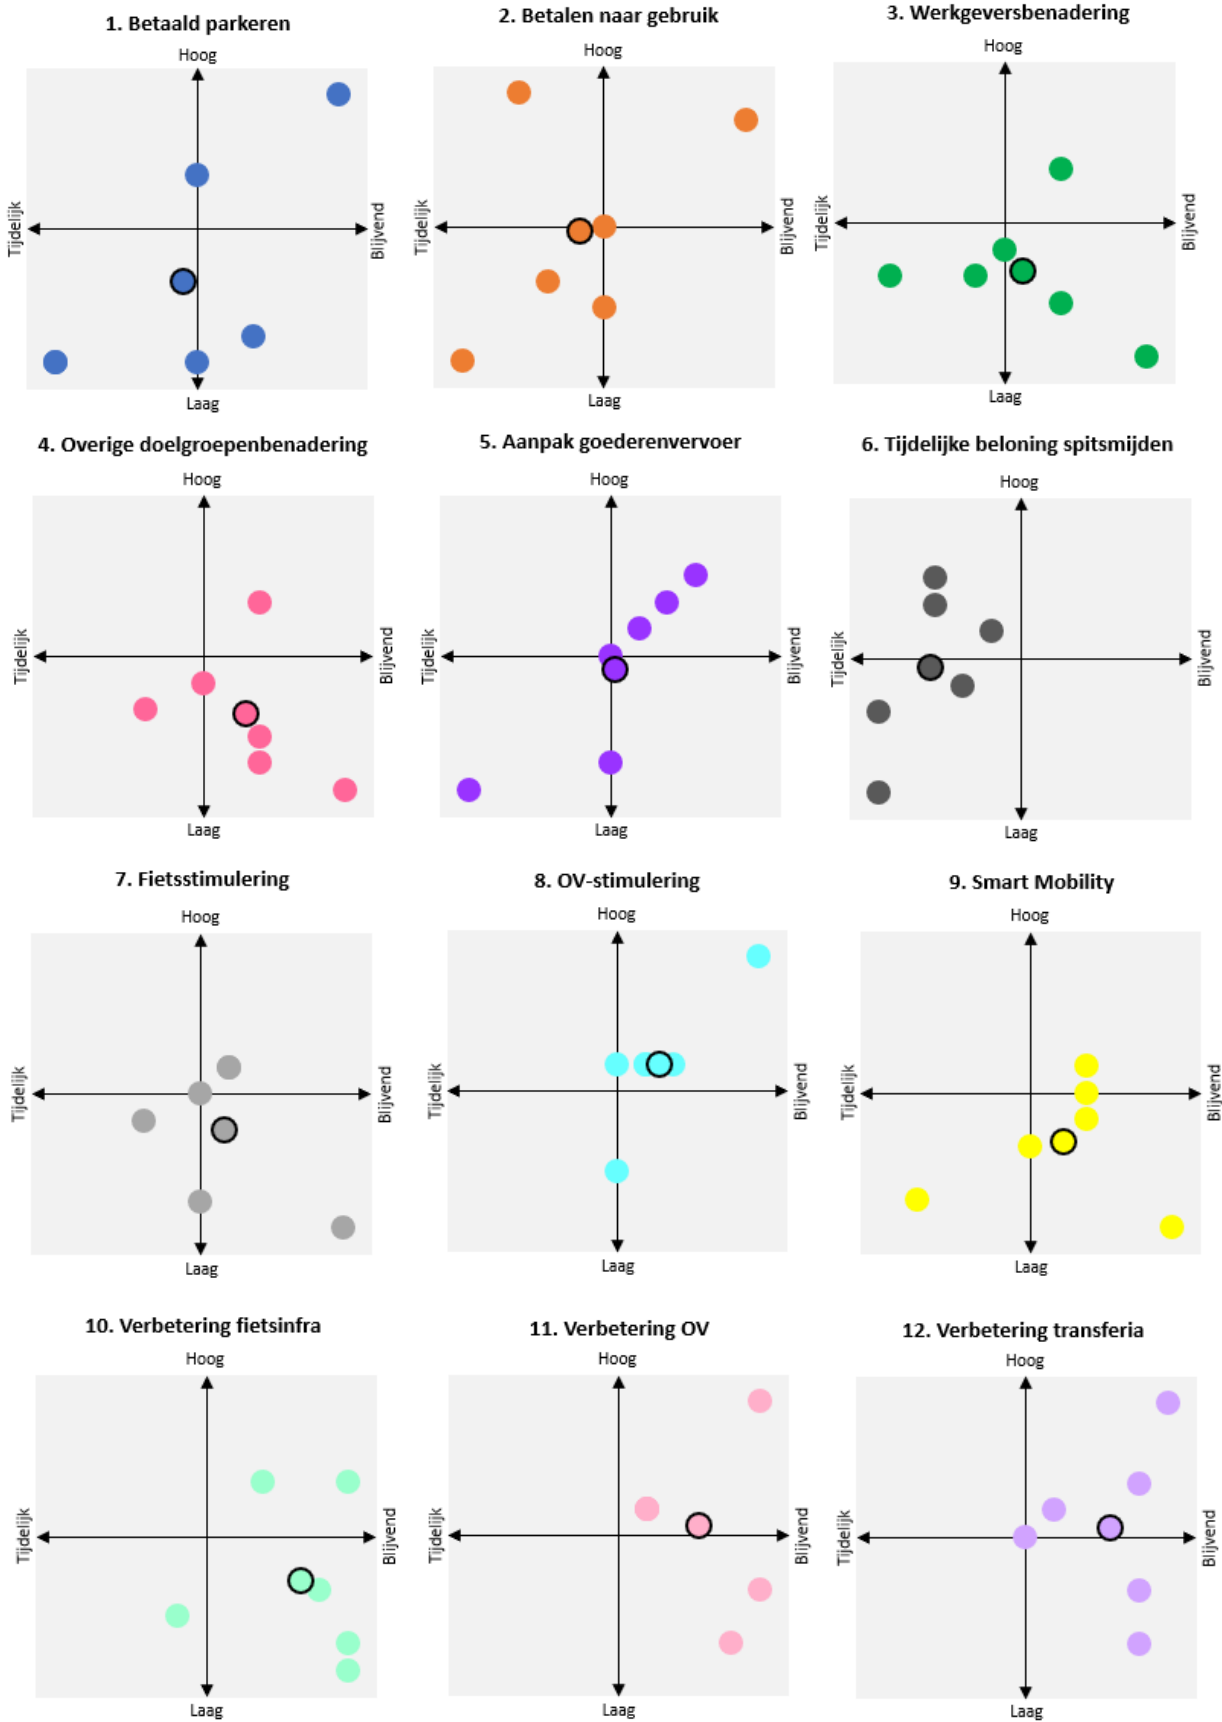 1. Betaald parkeren
Hoog
Tijdelijk
Blijvend
Laag
2. Betalen naar gebruik
Hoog
Tijdelijk
Blijvend
Laag
3. Werkgeversbenadering
Hoog
Tijdelijk
Blijvend
Laag
4. Overige doelgroepenbenadering
Hoog
Tijdelijk
Blijvend
Laag
5. Aanpak goederenvervoer
Hoog
Tijdelijk
Blijvend
Laag
6. Tijdelijke beloning spitsmijden
Hoog
Tijdelijk
Blijvend
Laag
7. Fietsstimulering
Hoog
Tijdelijk
Blijvend
Laag
8. OV-stimulering
Hoog
Tijdelijk
Blijvend
Laag
9. Smart Mobility
Hoog
Tijdelijk
Blijvend
Laag
10. Verbetering fietsinfra
Hoog
Tijdelijk
Blijvend
Laag
11. Verbetering OV
Hoog
Tijdelijk
Blijvend
Laag
12. Verbetering transferia
Hoog
Tijdelijk
Blijvend
Laag